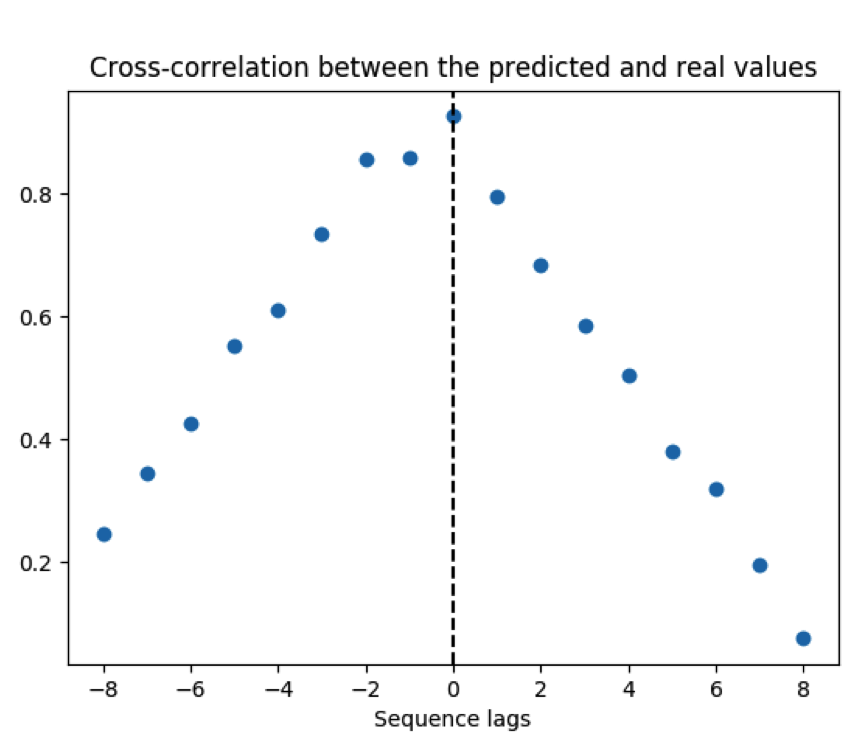 Cross-correlation between the predicted and real values
0.8
0.6
0.4
0.2
−8 −6 −4 −2 0 2 4 6 8
Sequence lags